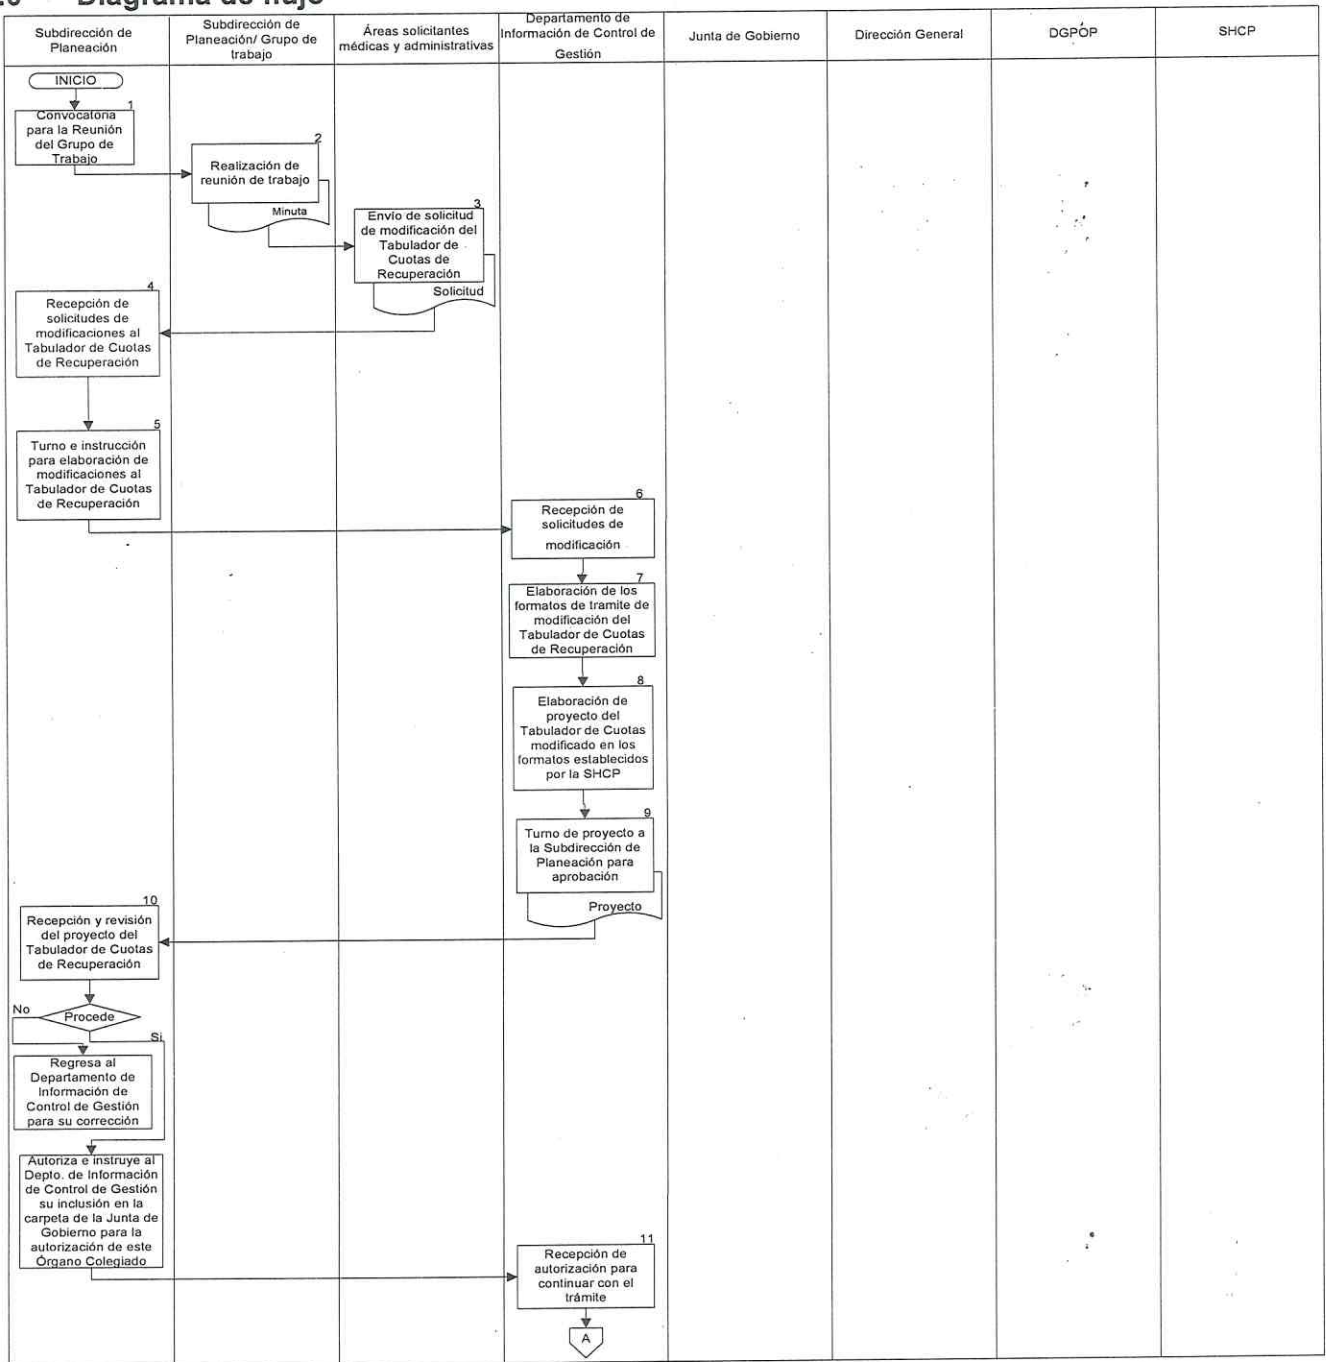 Diagrama de flujo
Subdirección de
Planeación
Subdirección de
Planeación/ Grupo de
trabajo
Áreas solicitantes
médicas y administrativas
Departamento de
Información de Control de
Gestión
Junta de Gobierno
Dirección General
DGPÓP
SHCP
INICIO
1
Convocatoria
para la Reunión
del Grupo de
Trabajo
2
Realización de
reunión de trabajo
Minuta
3
Envío de solicitud
de modificación del
Tabulador de
Cuotas de
Recuperación
Solicitud
4
Recepción de
solicitudes de
modificaciones al
Tabulador de Cuotas
de Recuperación
5
Turno e instrucción
para elaboración de
modificaciones al
Tabulador de Cuotas
de Recuperación
6
Recepción de
solicitudes de
modificación
7
Elaboración de los
formatos de tramite de
modificación del
Tabulador de Cuotas
de Recuperación
8
Elaboración de
proyecto del
Tabulador de Cuotas
modificado en los
formatos establecidos
por la SHCP
9
Turno de proyecto a
la Subdirección de
Planeación para
aprobación
Proyecto
10
Recepción y revisión
del proyecto del
Tabulador de Cuotas
de Recuperación
No
Procede
Si
Regresa al
Departamento de
Información de
Control de Gestión
para su corrección
Autoriza e instruye al
Depto. de Información
de Control de Gestión
su inclusión en la
carpeta de la Junta de
Gobierno para la
autorización de este
Órgano Colegiado
11
Recepción de
autorización para
continuar con el
trámite
A